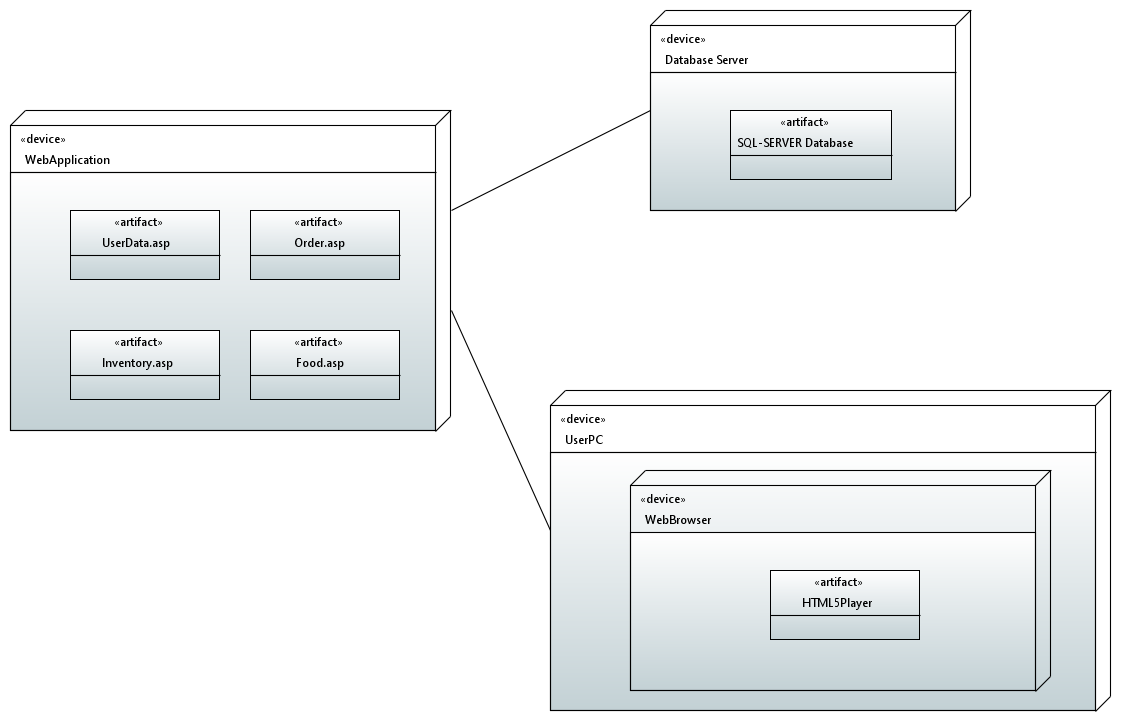 «device»
WebApplication
«artifact»
UserData.asp
«artifact»
Order.asp
«artifact»
Inventory.asp
«artifact»
Food.asp
«device»
Database Server
«artifact»
SQL-SERVER Database
«device»
UserPC
«device»
WebBrowser
«artifact»
HTML5Player